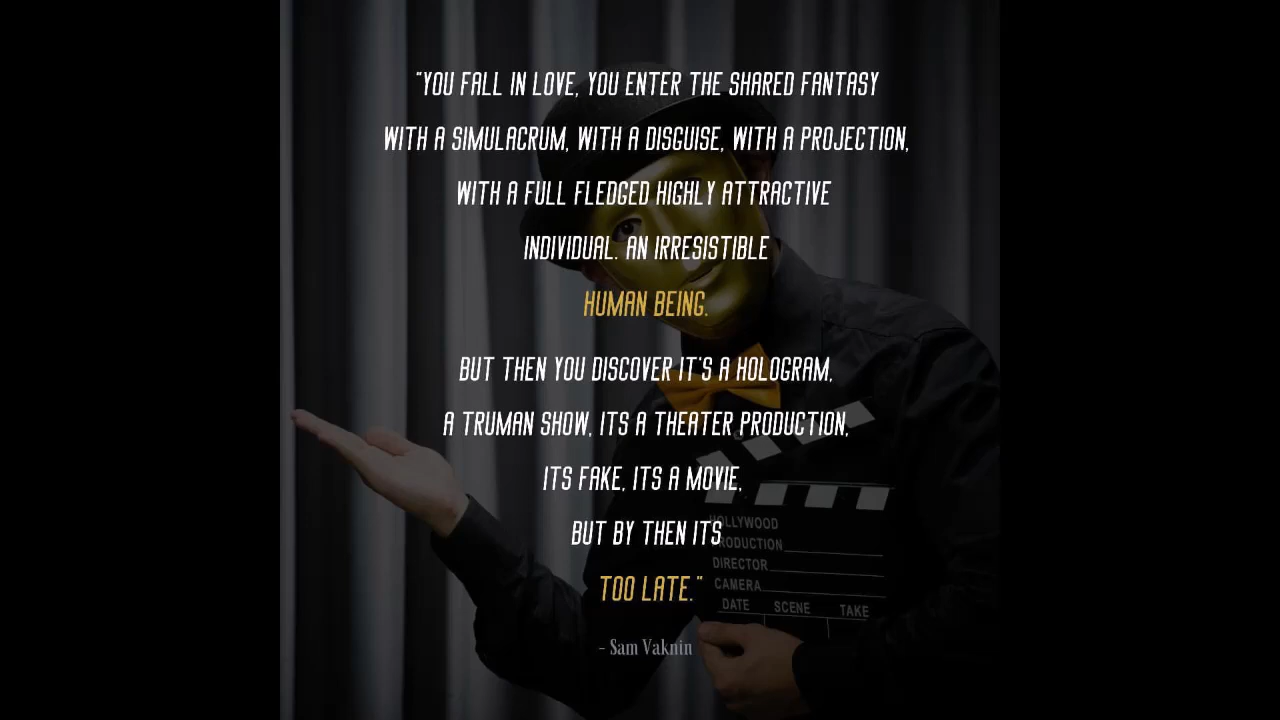 "YOU FALL IN LOVE, YOU ENTER THE SHARED FANTASY
WITH A SIMULACRUM, WITH A DISGUISE, WITH A PROJECTION,
WITH A FULL FLEDGED HIGHLY ATTRACTIVE
INDIVIDUAL. AN IRRESISTIBLE
HUMAN BEING.
BUT THEN YOU DISCOVER IT'S A HOLOGRAM,
A TRUMAN SHOW, ITS A THEATER PRODUCTION,
ITS FAKE, ITS A MOVIE,
BUT BY THEN ITS
TOO LATE."
- Sam Vaknin
HOLLYWOOD
PRODUCTION
DIRECTOR
CAMERA
DATE SCENE TAKE